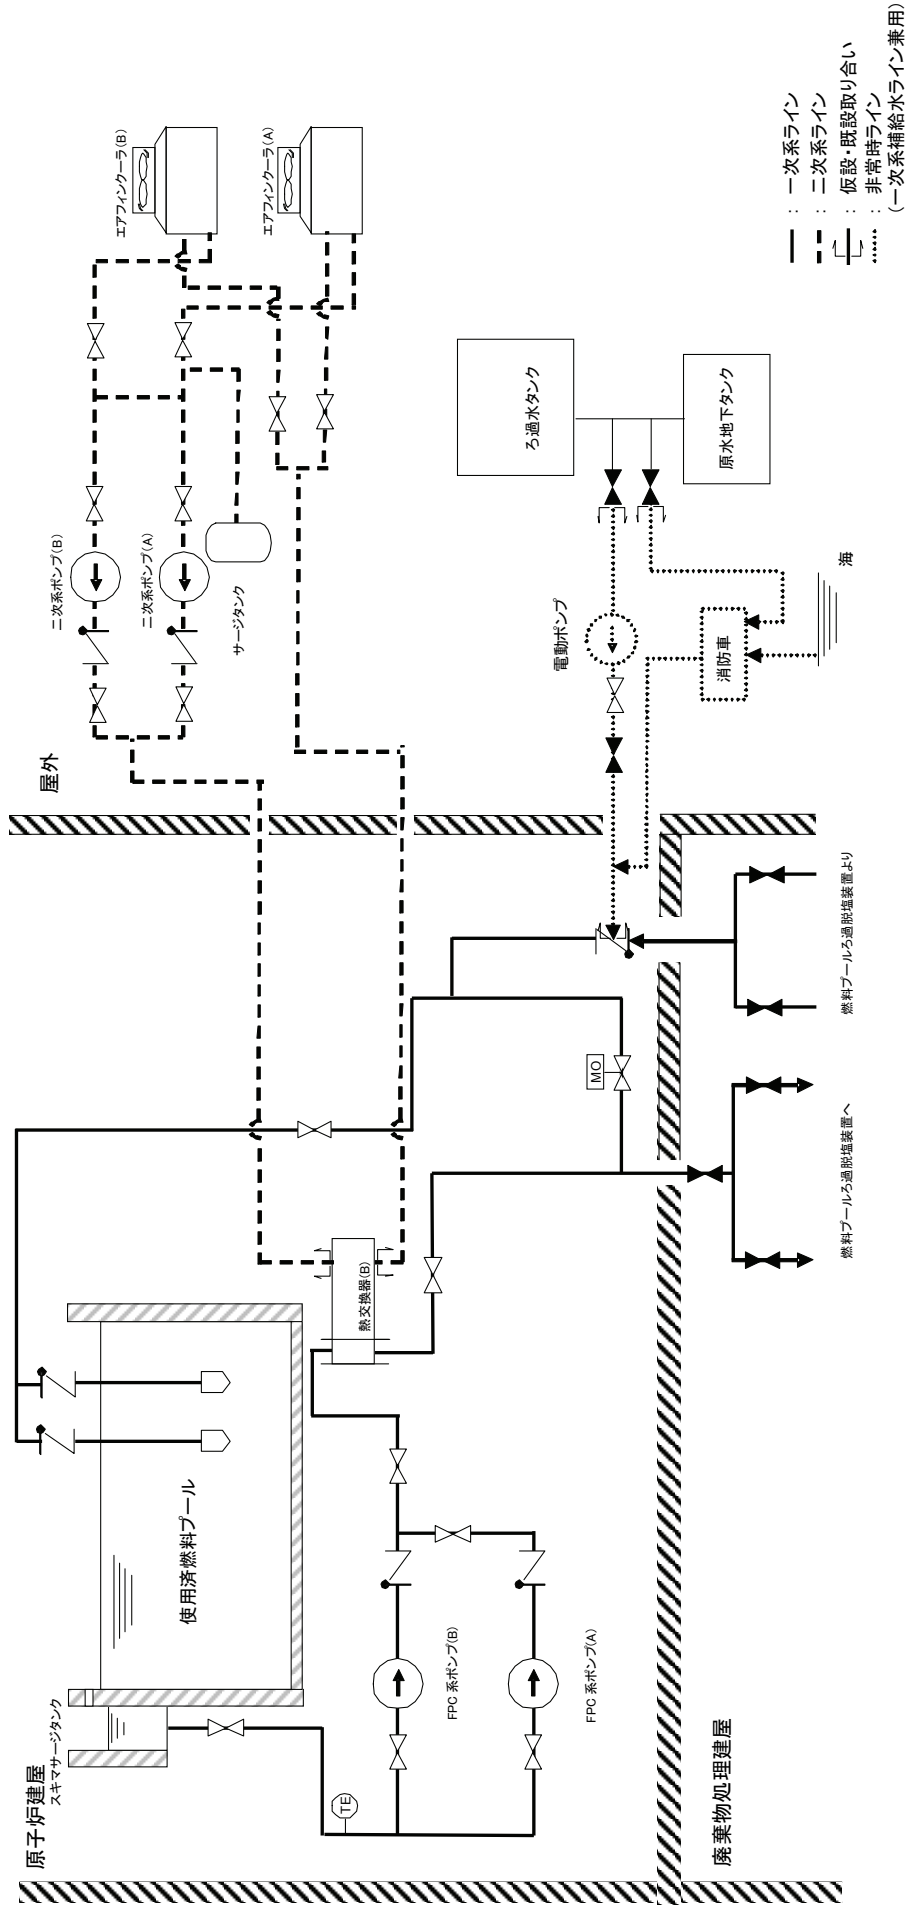 原子炉建屋
スキマサージタンク
使用済燃料プール
TE
FPC 系ポンプ(B)
FPC 系ポンプ(A)
熱交換器(B)
MO
廃棄物処理建屋
燃料プールろ過脱塩装置へ
燃料プールろ過脱塩装置より
屋外
二次系ポンプ(B)
二次系ポンプ(A)
サージタンク
エアフィンクーラ(B)
エアフィンクーラ(A)
電動ポンプ
消防車
海
ろ過水タンク
原水地下タンク
： 一次系ライン
： 二次系ライン
： 仮設・既設取り合い
： 非常時ライン
(一次系補給水ライン兼用)